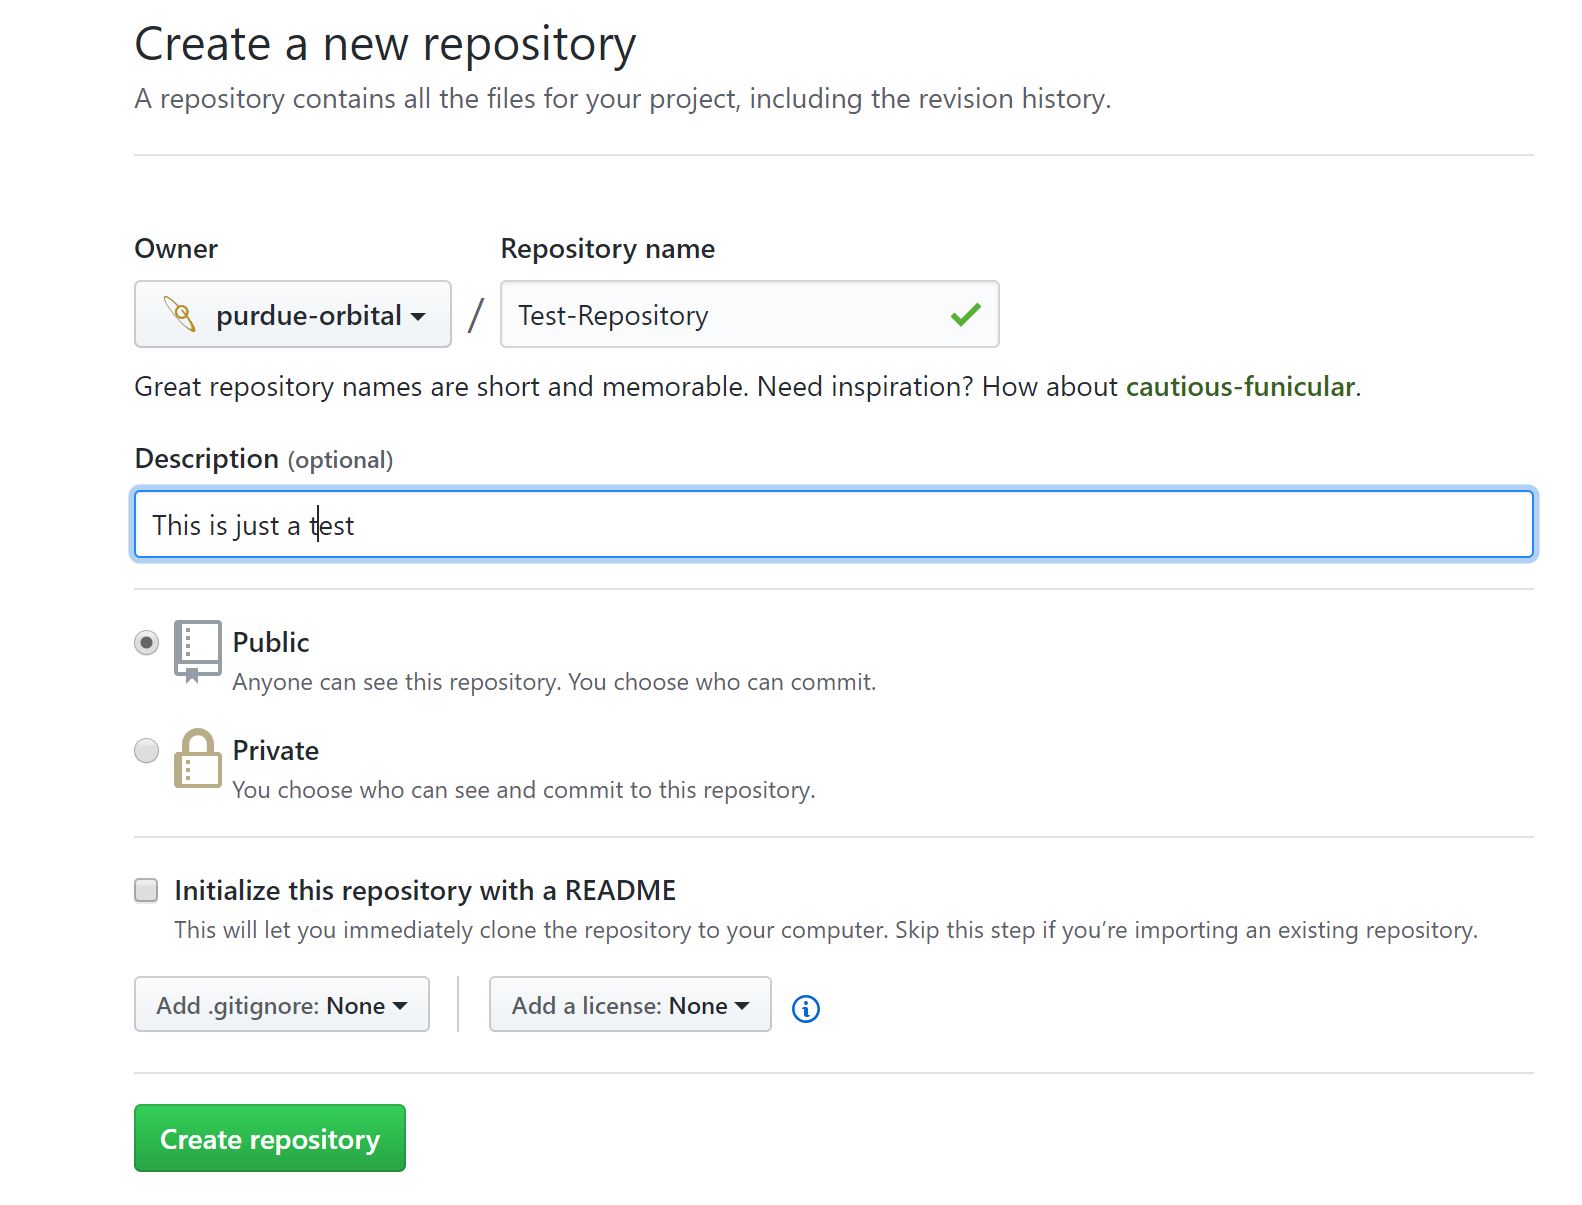 Create a new repository
A repository contains all the files for your project, including the revision history.
Owner
Repository name
purdue-orbital
/
Test-Repository
Great repository names are short and memorable. Need inspiration? How about cautious-funicular.
Description (optional)
This is just a test
Public
Anyone can see this repository. You choose who can commit.
Private
You choose who can see and commit to this repository.
Initialize this repository with a README
This will let you immediately clone the repository to your computer. Skip this step if you’re importing an existing repository.
Add .gitignore: None
Add a license: None
Create repository